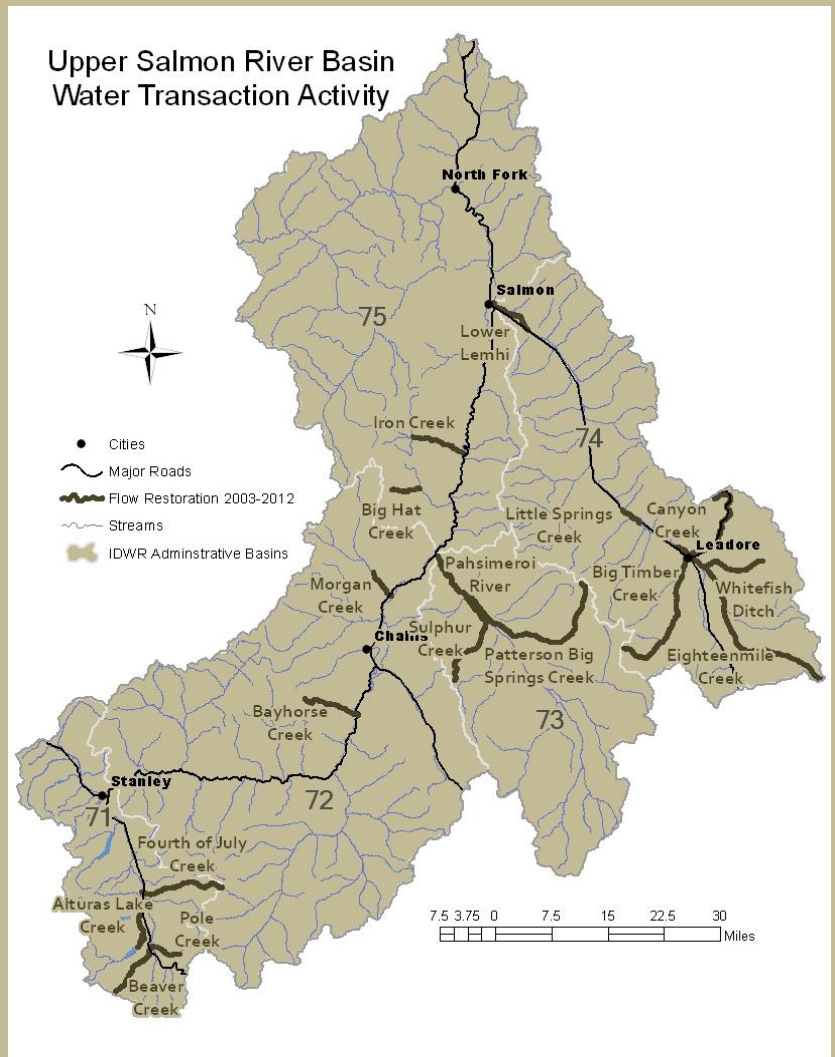 Upper Salmon River Basin
Water Transaction Activity
North Fork
Salmon
75
N
Lower
Lemhi
Iron Creek
74
Cities
Major Roads
Flow Restoration 2003-2012
Streams
IDWR Adminstrative Basins
Big Hat
Creek
Little Springs
Creek
Canyon
Creek
Leadore
Pahsimeroi
River
Big Timber
Creek
Whitefish
Ditch
Morgan
Creek
Challis
Sulphur
Creek
Patterson Big
Springs Creek
Eighteenmile
Creek
Bayhorse
Creek
73
Stanley
71
72
Fourth of July
Creek
Alturas Lake
Creek
Pole
Creek
Beaver
Creek
7.5 3.75 0 7.5 15 22.5 30
Miles